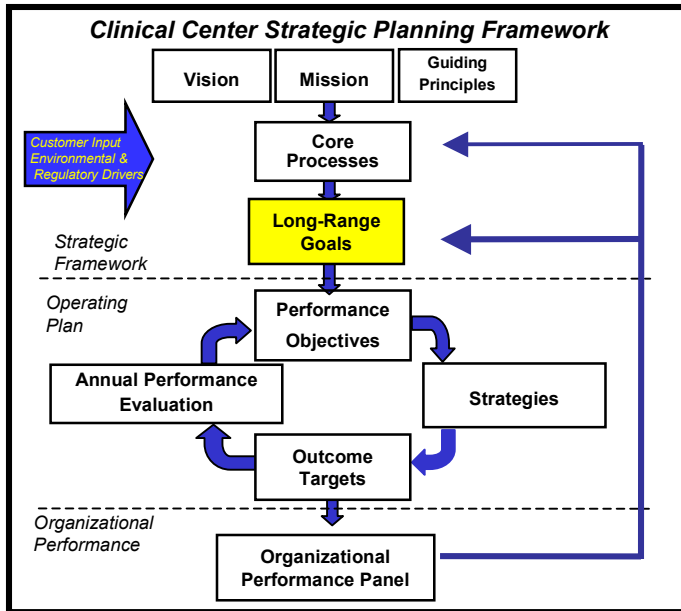 Clinical Center Strategic Planning Framework
Vision
Mission
Guiding
Principles
Customer Input
Environmental &
Regulatory Drivers
Core
Processes
Long-Range
Goals
Strategic
Framework
Operating
Plan
Performance
Objectives
Annual Performance
Evaluation
Strategies
Outcome
Targets
Organizational
Performance
Organizational
Performance Panel